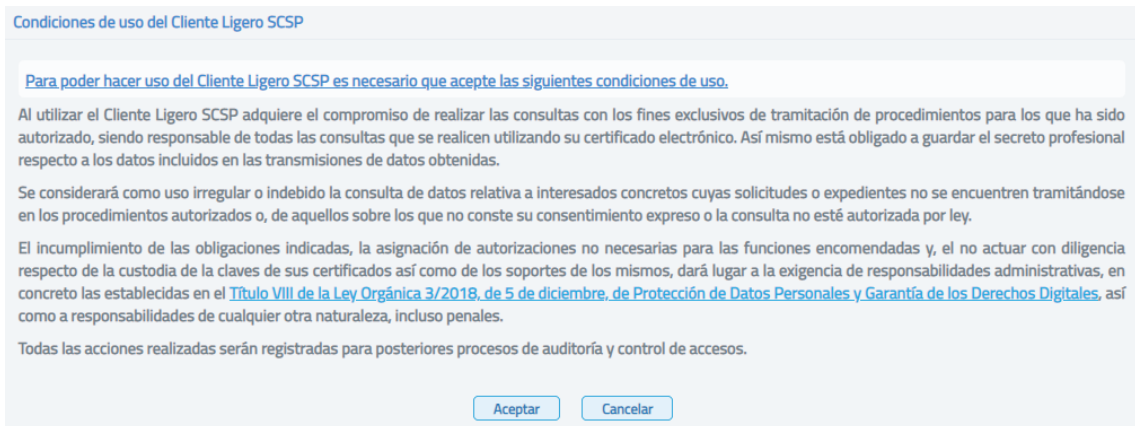 Condiciones de uso del Cliente Ligero SCSP
Para poder hacer uso del Cliente Ligero SCSP es necesario que acepte las siguientes condiciones de uso.
Al utilizar el Cliente Ligero SCSP adquiere el compromiso de realizar las consultas con los fines exclusivos de tramitación de procedimientos para los que ha sido
autorizado, siendo responsable de todas las consultas que se realicen utilizando su certificado electrónico. Así mismo está obligado a guardar el secreto profesional
respecto a los datos incluidos en las transmisiones de datos obtenidas.
Se considerará como uso irregular o indebido la consulta de datos relativa a interesados concretos cuyas solicitudes o expedientes no se encuentren tramitándose
en los procedimientos autorizados o, de aquellos sobre los que no conste su consentimiento expreso o la consulta no esté autorizada por ley.
El incumplimiento de las obligaciones indicadas, la asignación de autorizaciones no necesarias para las funciones encomendadas y, el no actuar con diligencia
respecto de la custodia de la claves de sus certificados así como de los soportes de los mismos, dará lugar a la exigencia de responsabilidades administrativas, en
concreto las establecidas en el Título VIII de la Ley Orgánica 3/2018, de 5 de diciembre, de Protección de Datos Personales y Garantía de los Derechos Digitales, así
como a responsabilidades de cualquier otra naturaleza, incluso penales.
Todas las acciones realizadas serán registradas para posteriores procesos de auditoría y control de accesos.
Aceptar Cancelar